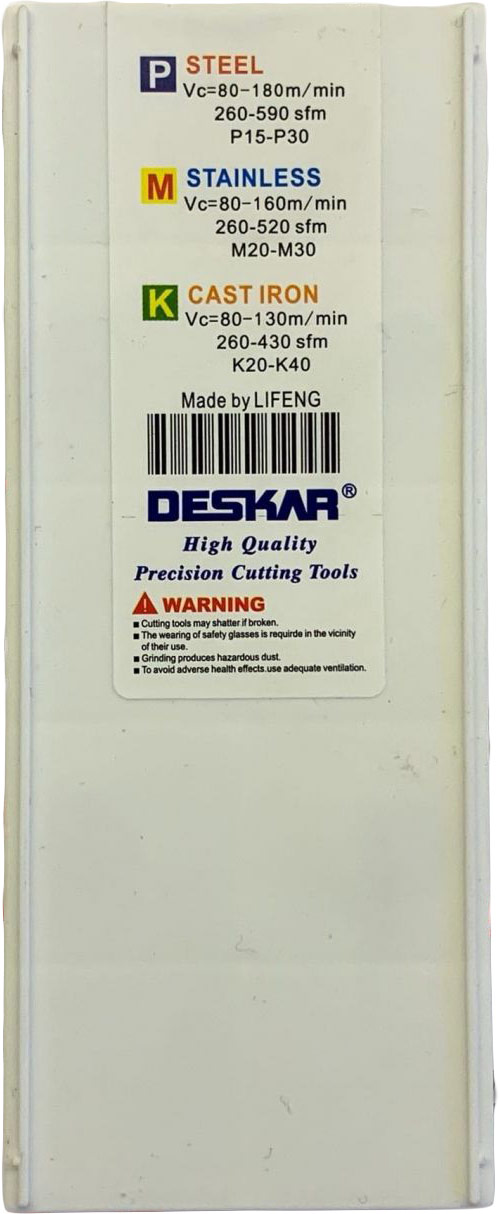 P STEEL
Vc=80-180m/min
260-590 sfm
P15-P30
M STAINLESS
Vc=80-160m/min
260-520 sfm
M20-M30
K CAST IRON
Vc=80-130m/min
260-430 sfm
K20-K40
Made by LIFENG
DESKAR®
High Quality
Precision Cutting Tools
WARNING
■ Cutting tools may shatter if broken.
■ The wearing of safety glasses is requirde in the vicinity
of their use.
■ Grinding produces hazardous dust.
■ To avoid adverse health effects.use adequate ventilation.